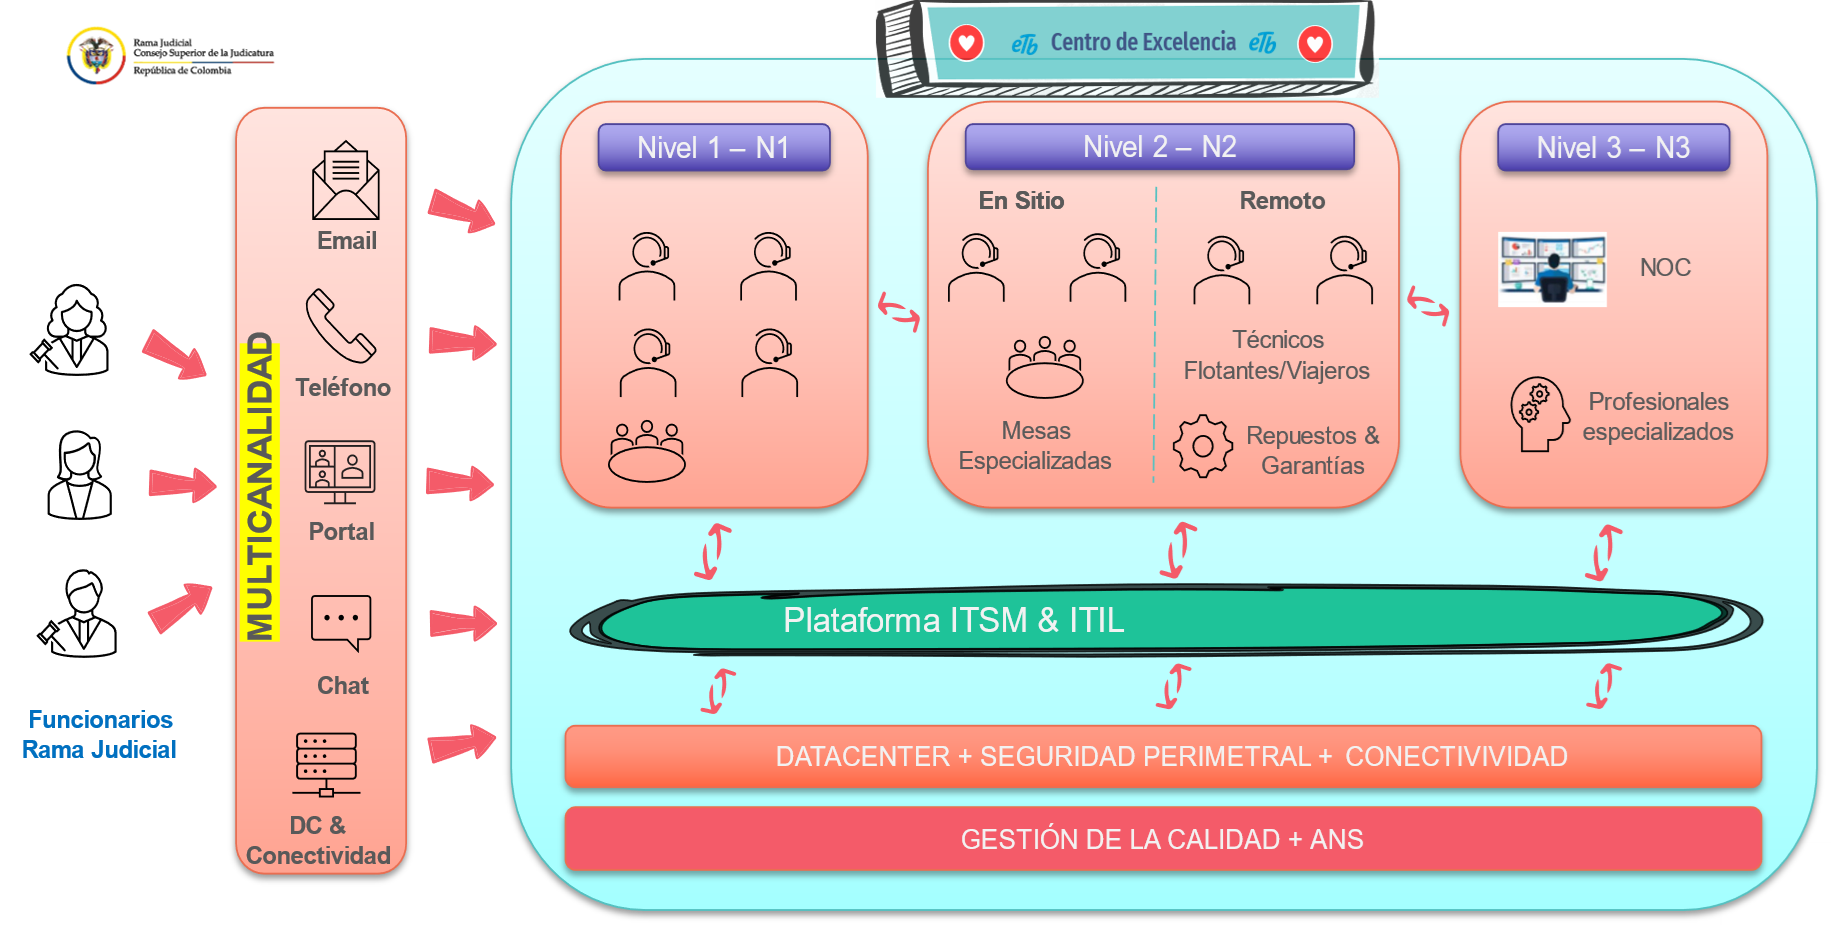 Rama Judicial
Consejo Superior de la Judicatura
República de Colombia
eTb Centro de Excelencia eTb
Funcionarios
Rama Judicial
MULTICANALIDAD
Email
Teléfono
Portal
Chat
DC &
Conectividad
Nivel 1 – N1
Nivel 2 – N2
En Sitio
Remoto
Mesas
Especializadas
Técnicos
Flotantes/Viajeros
Repuestos &
Garantías
Nivel 3 – N3
NOC
Profesionales
especializados
Plataforma ITSM & ITIL
DATACENTER + SEGURIDAD PERIMETRAL + CONECTIVIVIDAD
GESTIÓN DE LA CALIDAD + ANS